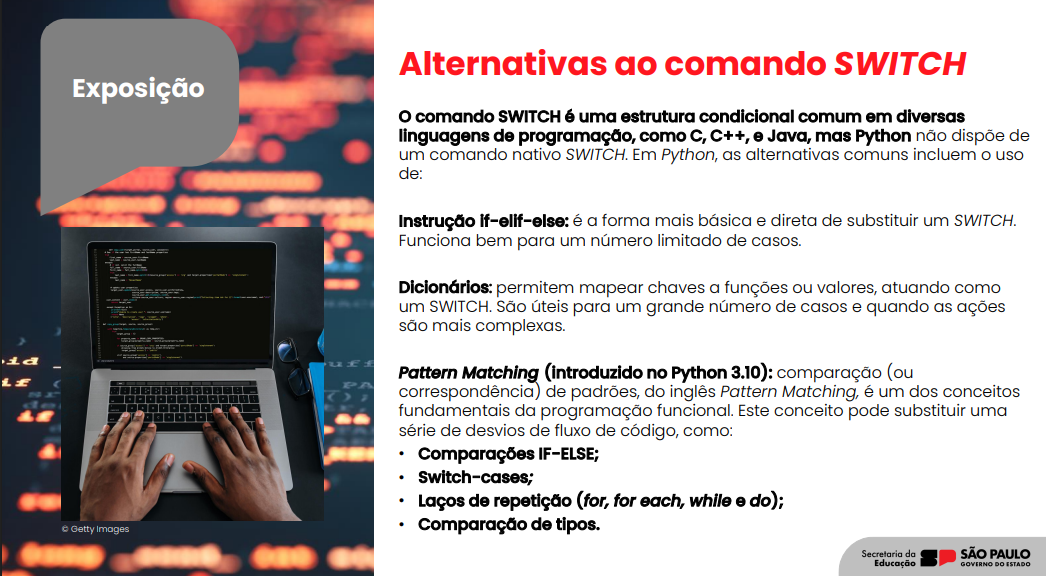 Exposição
Alternativas ao comando SWITCH
O comando SWITCH é uma estrutura condicional comum em diversas
linguagens de programação, como C, C++, e Java, mas Python não dispõe de
um comando nativo SWITCH. Em Python, as alternativas comuns incluem o uso
de:
Instrução if-elif-else: é a forma mais básica e direta de substituir um SWITCH.
Funciona bem para um número limitado de casos.
Dicionários: permitem mapear chaves a funções ou valores, atuando como
um SWITCH. São úteis para um grande número de casos e quando as ações
são mais complexas.
Pattern Matching (introduzido no Python 3.10): comparação (ou
correspondência) de padrões, do inglês Pattern Matching, é um dos conceitos
fundamentais da programação funcional. Este conceito pode substituir uma
série de desvios de fluxo de código, como:
• Comparações IF-ELSE;
• Switch-cases;
• Laços de repetição (for, for each, while e do);
• Comparação de tipos.
© Getty Images
Secretaria da
Educação
SÃO PAULO
GOVERNO DO ESTADO